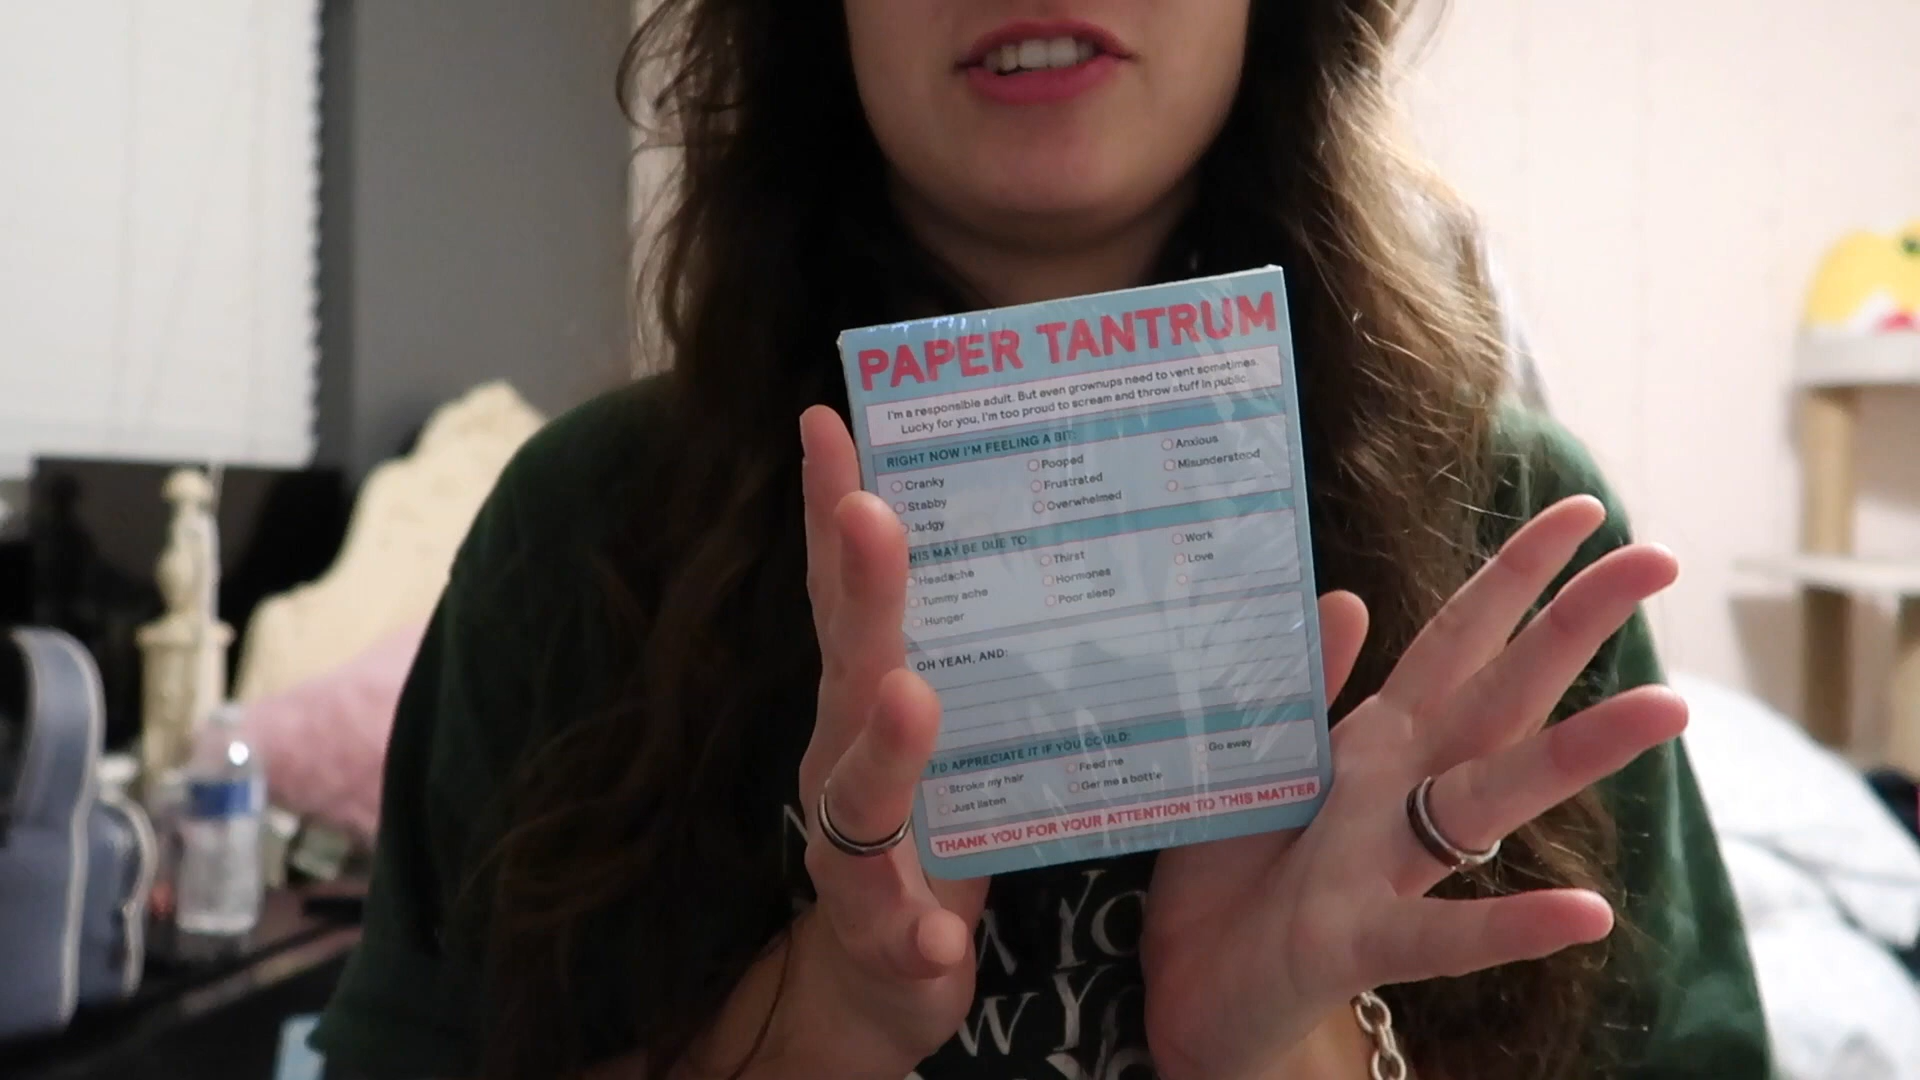 PAPER TANTRUM
I'm a responsible adult. But even grownups need to vent sometimes.
Lucky for you, I'm too proud to scream and throw stuff in public.
RIGHT NOW I'M FEELING A BIT:
Cranky
Stabby
Judgy
Pooped
Frustrated
Overwhelmed
Anxious
Misunderstood
HIS MAY BE DUE TO:
Headache
Tummy ache
Hunger
Thirst
Hormones
Poor sleep
Work
Love
OH YEAH, AND:
I'D APPRECIATE IT IF YOU COULD:
Stroke my hair
Just listen
Feed me
Get me a bottle
Go away
THANK YOU FOR YOUR ATTENTION TO THIS MATTER
YO
W Y